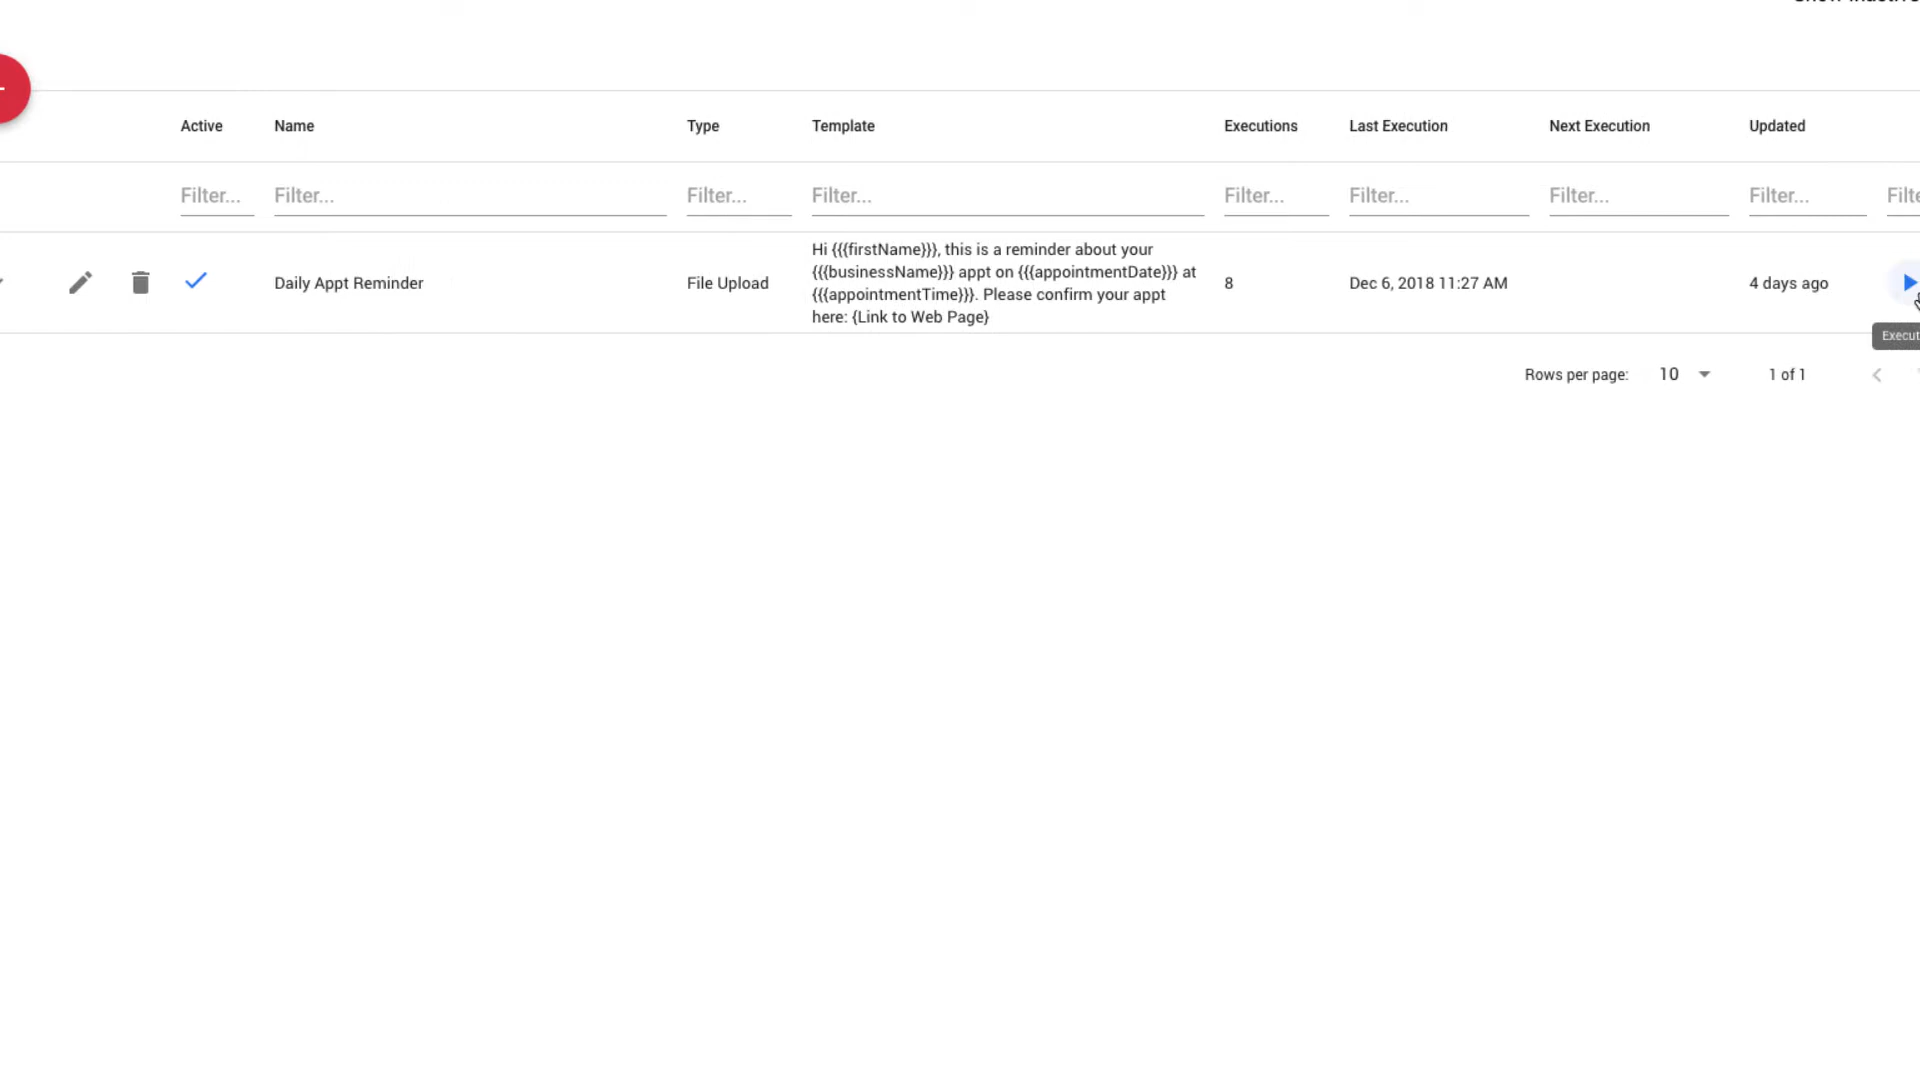 Active Name Type Template Executions Last Execution Next Execution Updated
Filter... Filter... Filter... Filter... Filter... Filter... Filter... Filter...
Hi {{{firstName}}}, this is a reminder about your
{{{businessName}}} appt on {{{appointmentDate}}} at
Daily Appt Reminder File Upload 8 Dec 6, 2018 11:27 AM 4 days ago
{{{appointmentTime}}}. Please confirm your appt
here: {Link to Web Page}
Rows per page: 10 1 of 1